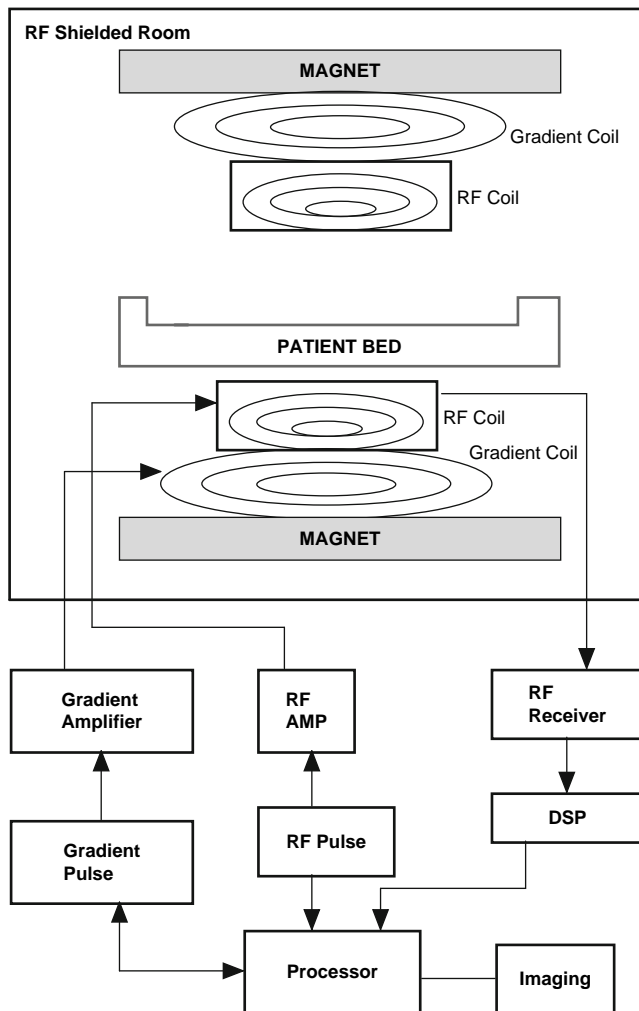 RF Shielded Room
MAGNET
Gradient Coil
RF Coil
PATIENT BED
RF Coil
Gradient Coil
MAGNET
Gradient
Amplifier
RF
AMP
RF
Receiver
Gradient
Pulse
RF Pulse
DSP
Processor
Imaging